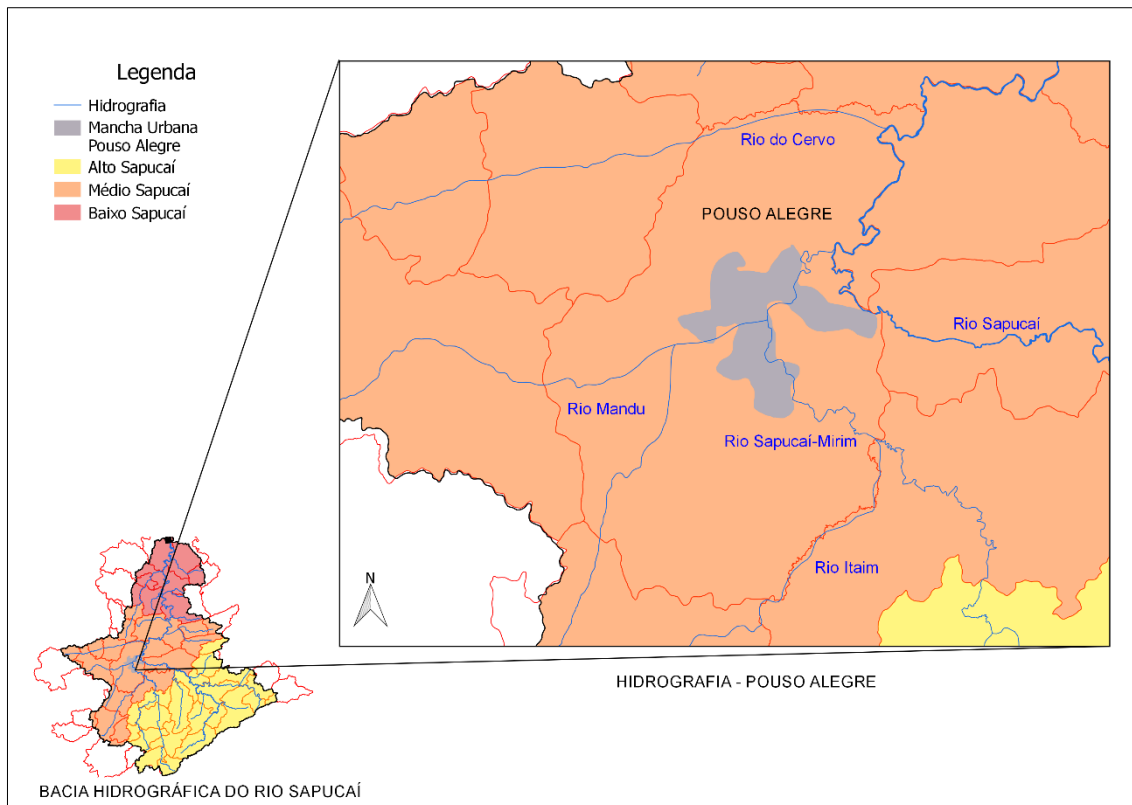 Legenda
Hidrografia
Mancha Urbana
Pouso Alegre
Alto Sapucaí
Médio Sapucaí
Baixo Sapucaí
Rio do Cervo
POUSO ALEGRE
Rio Sapucaí
Rio Mandu
Rio Sapucaí-Mirim
Rio Itaim
N
HIDROGRAFIA - POUSO ALEGRE
BACIA HIDROGRÁFICA DO RIO SAPUCAÍ